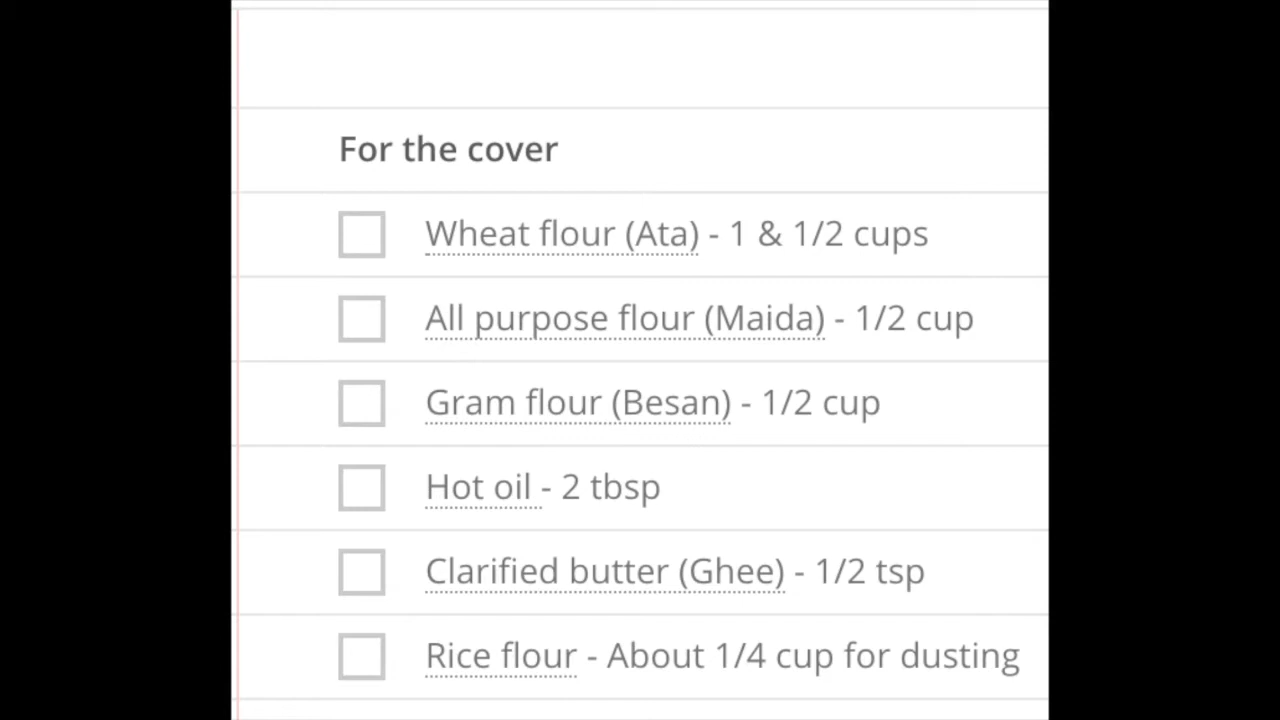 For the cover
Wheat flour (Ata) - 1 & 1/2 cups
All purpose flour (Maida) - 1/2 cup
Gram flour (Besan) - 1/2 cup
Hot oil - 2 tbsp
Clarified butter (Ghee) - 1/2 tsp
Rice flour - About 1/4 cup for dusting